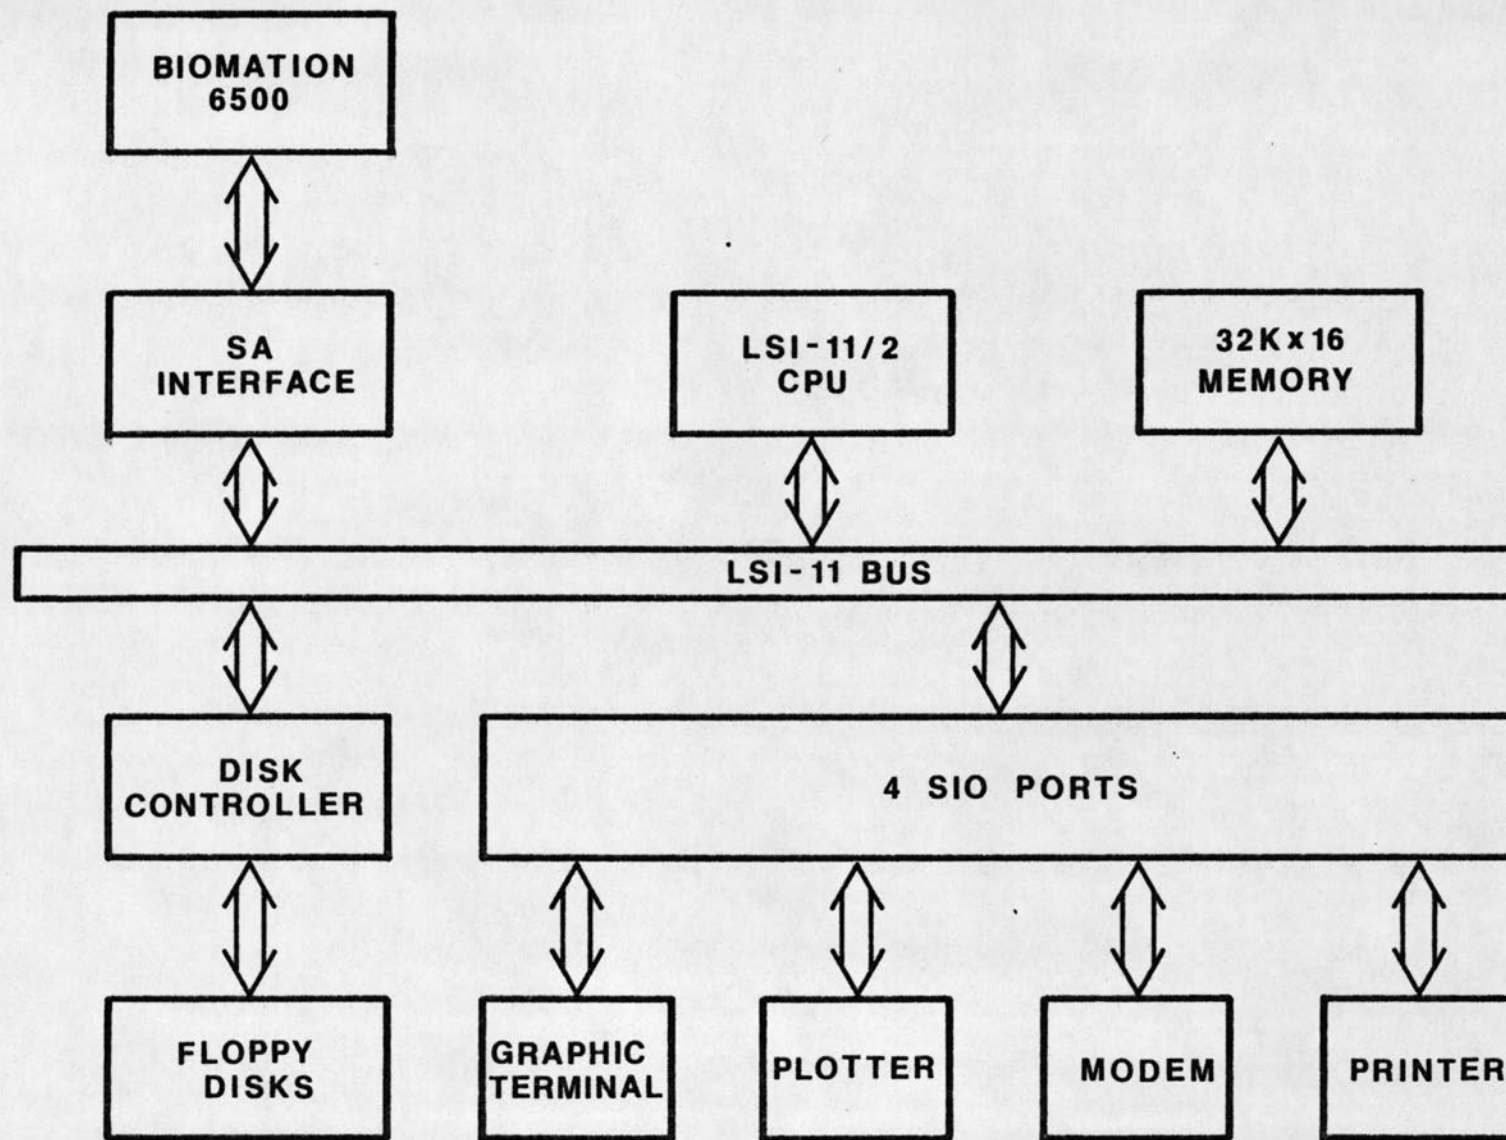 BIOMATION
6500
SA
INTERFACE
LSI-11/2
CPU
32Kx16
MEMORY
LSI-11 BUS
DISK
CONTROLLER
4 SIO PORTS
FLOPPY
DISKS
GRAPHIC
TERMINAL
PLOTTER
MODEM
PRINTER